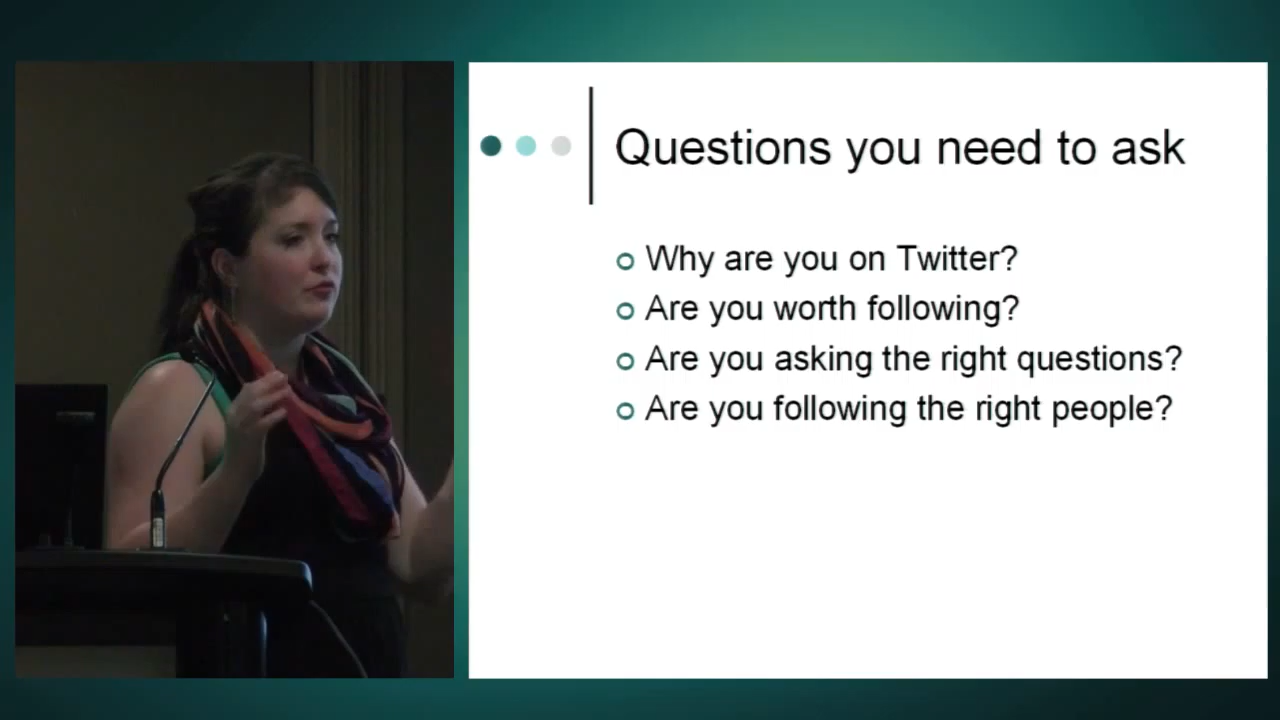 Questions you need to ask
Why are you on Twitter?
Are you worth following?
Are you asking the right questions?
Are you following the right people?